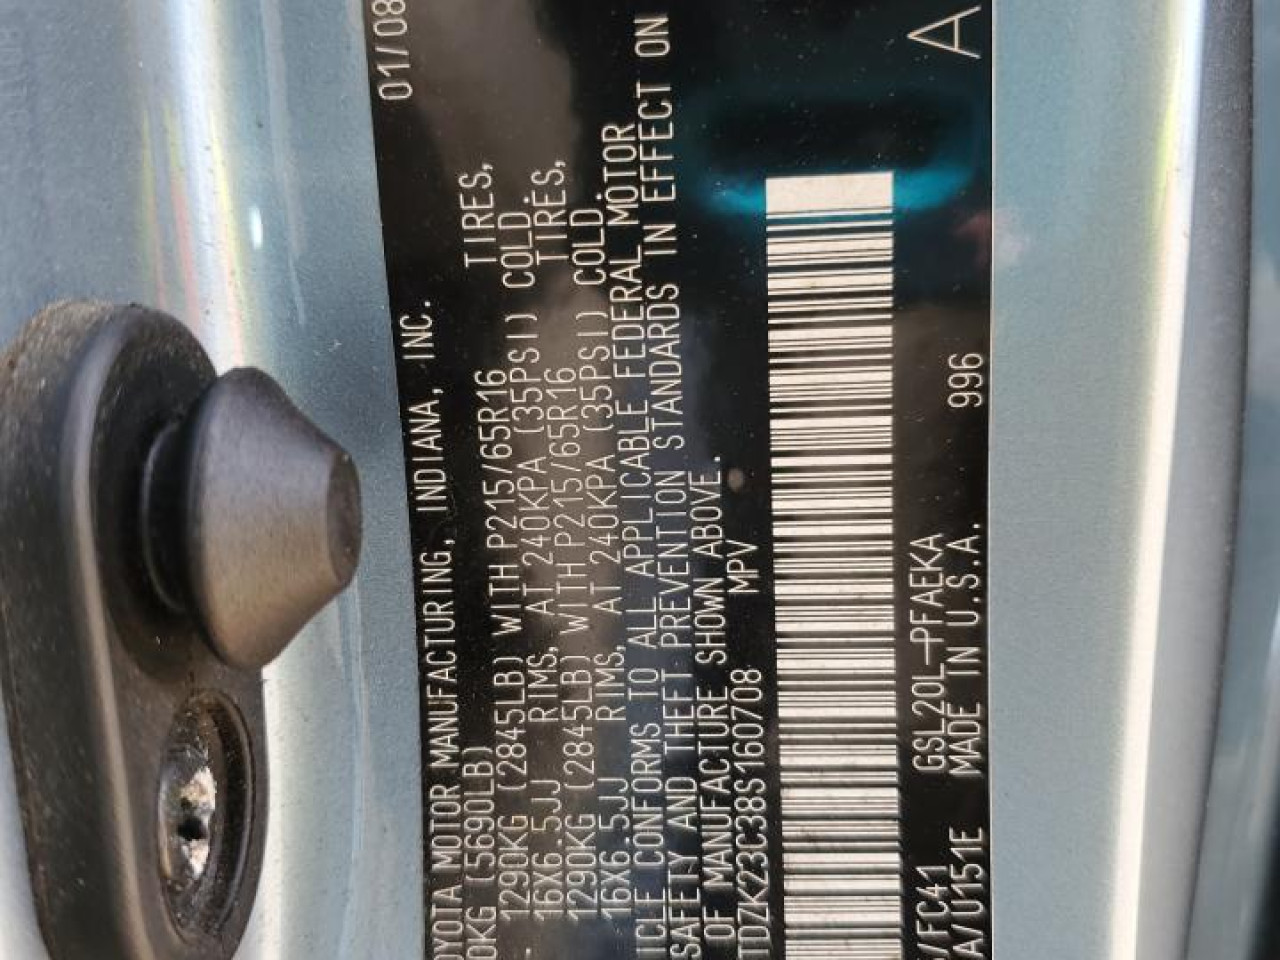 OYOTA MOTOR MANUFACTURING, INDIANA, INC. 01/08
0KG (5690LB)
- 1290KG (2845LB) WITH P215/65R16 TIRES,
16X6.5JJ RIMS, AT 240KPA (35PSI) COLD.
1290KG (2845LB) WITH P215/65R16 TIRES,
16X6.5JJ RIMS, AT 240KPA (35PSI) COLD.
ICLE CONFORMS TO ALL APPLICABLE FEDERAL MOTOR
SAFETY AND THEFT PREVENTION STANDARDS IN EFFECT ON
OF MANUFACTURE SHOWN ABOVE.
TDZK23C38S160708 MPV
/FC41 GSL20L-PFAEKA 996 A
A/U151E MADE IN U.S.A.